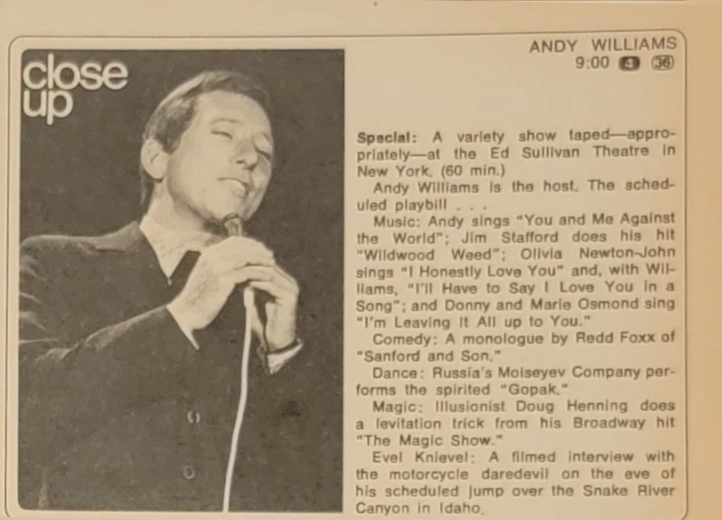 close
up
ANDY WILLIAMS
9:00 4 36
Special: A variety show taped—appro-
priately—at the Ed Sullivan Theatre in
New York. (60 min.)
Andy Williams is the host. The sched-
uled playbill . . .
Music: Andy sings "You and Me Against
the World"; Jim Stafford does his hit
"Wildwood Weed"; Olivia Newton-John
sings "I Honestly Love You" and, with Wil-
liams, "I'll Have to Say I Love You in a
Song"; and Donny and Marie Osmond sing
"I'm Leaving It All up to You."
Comedy: A monologue by Redd Foxx of
"Sanford and Son."
Dance: Russia's Moiseyev Company per-
forms the spirited "Gopak."
Magic: Illusionist Doug Henning does
a levitation trick from his Broadway hit
"The Magic Show."
Evel Knievel: A filmed interview with
the motorcycle daredevil on the eve of
his scheduled jump over the Snake River
Canyon in Idaho.